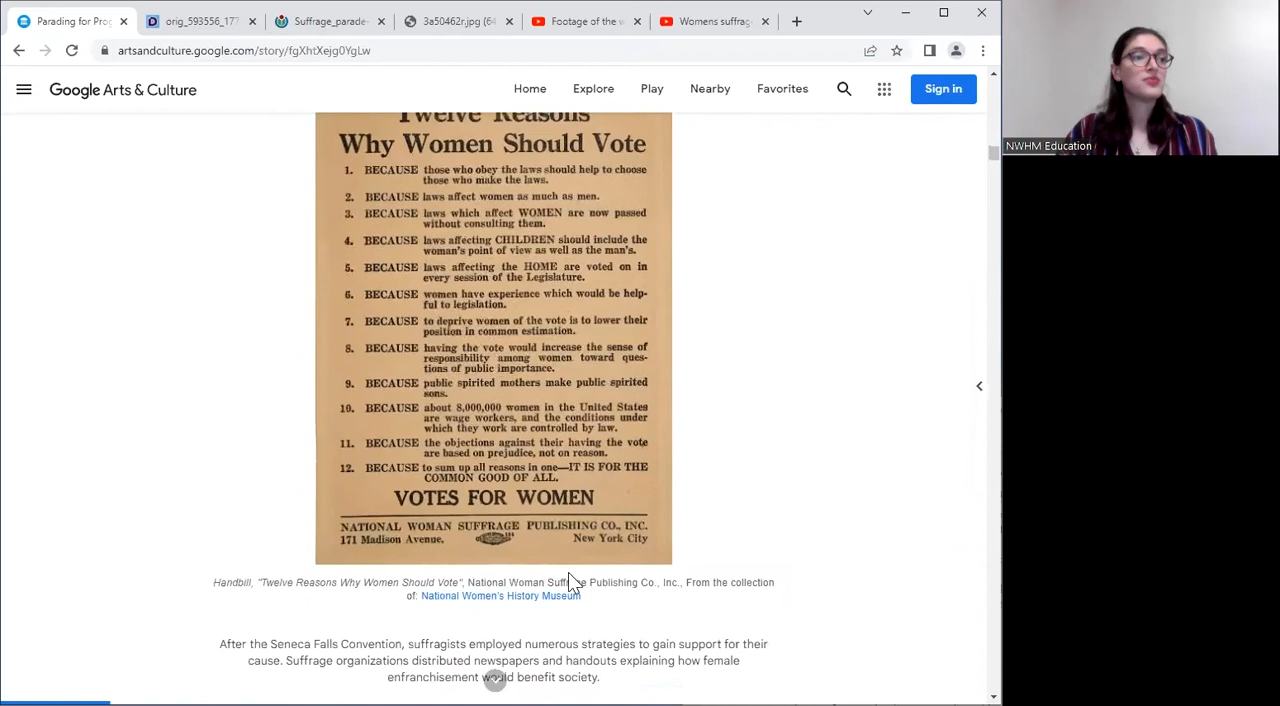 Parading for Prog
orig_593556_177
Suffrage_parade-
3a50462r.jpg (64
Footage of the w
Womens suffrag
artsandculture.google.com/story/fgXhtXejg0YgLw
Google Arts & Culture
Home
Explore
Play
Nearby
Favorites
Sign in
NWHM Education
Twelve Reasons
Why Women Should Vote
1. BECAUSE those who obey the laws should help to choose
those who make the laws.
2. BECAUSE laws affect women as much as men.
3. BECAUSE laws which affect WOMEN are now passed
without consulting them.
4. BECAUSE laws affecting CHILDREN should include the
woman's point of view as well as the man's.
5. BECAUSE laws affecting the HOME are voted on in
every session of the Legislature.
6. BECAUSE women have experience which would be help-
ful to legislation.
7. BECAUSE to deprive women of the vote is to lower their
position in common estimation.
8. BECAUSE having the vote would increase the sense of
responsibility among women toward ques-
tions of public importance.
9. BECAUSE public spirited mothers make public spirited
sons.
10. BECAUSE about 8,000,000 women in the United States
are wage workers, and the conditions under
which they work are controlled by law.
11. BECAUSE the objections against their having the vote
are based on prejudice, not on reason.
12. BECAUSE to sum up all reasons in one—IT IS FOR THE
COMMON GOOD OF ALL.
VOTES FOR WOMEN
NATIONAL WOMAN SUFFRAGE PUBLISHING CO., INC.
171 Madison Avenue. New York City
Handbill, "Twelve Reasons Why Women Should Vote", National Woman Suffrage Publishing Co., Inc., From the collection
of: National Women's History Museum
After the Seneca Falls Convention, suffragists employed numerous strategies to gain support for their
cause. Suffrage organizations distributed newspapers and handouts explaining how female
enfranchisement would benefit society.